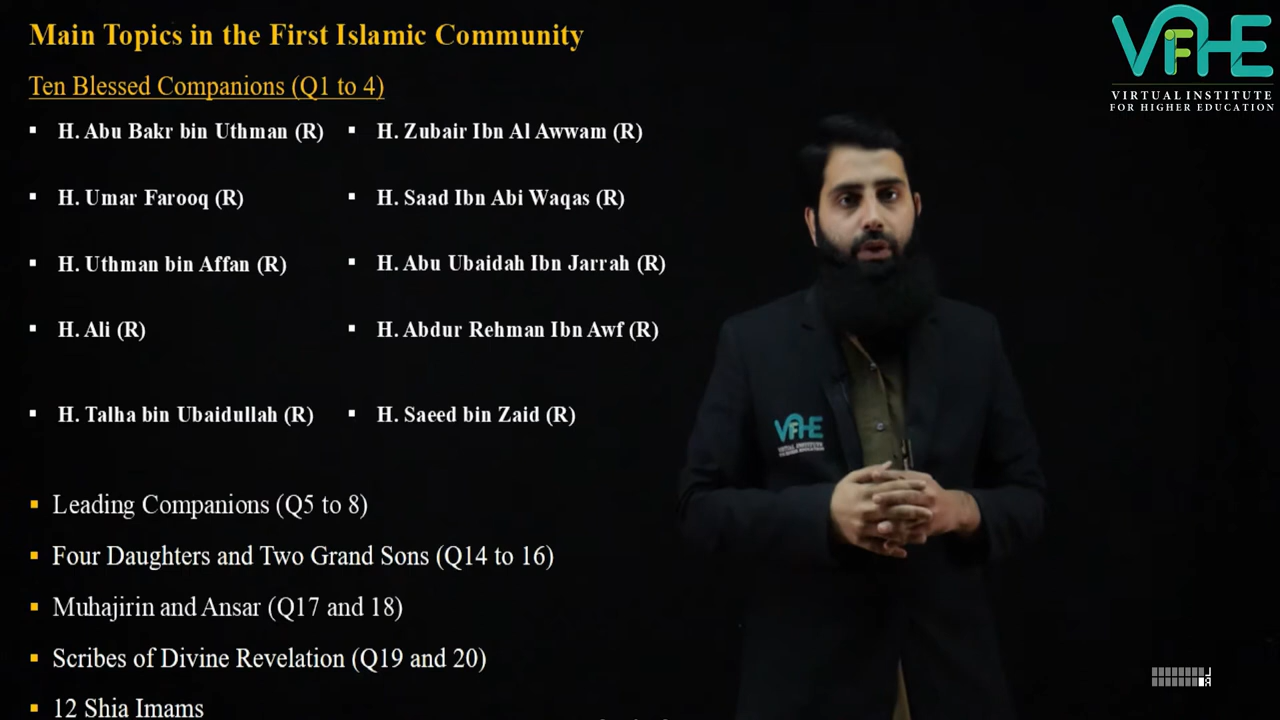 Main Topics in the First Islamic Community
Ten Blessed Companions (Q1 to 4)
▪ H. Abu Bakr bin Uthman (R)
▪ H. Zubair Ibn Al Awwam (R)
▪ H. Umar Farooq (R)
▪ H. Saad Ibn Abi Waqas (R)
▪ H. Uthman bin Affan (R)
▪ H. Abu Ubaidah Ibn Jarrah (R)
▪ H. Ali (R)
▪ H. Abdur Rehman Ibn Awf (R)
▪ H. Talha bin Ubaidullah (R)
▪ H. Saeed bin Zaid (R)
▪ Leading Companions (Q5 to 8)
▪ Four Daughters and Two Grand Sons (Q14 to 16)
▪ Muhajirin and Ansar (Q17 and 18)
▪ Scribes of Divine Revelation (Q19 and 20)
▪ 12 Shia Imams
VIFHE
VIRTUAL INSTITUTE
FOR HIGHER EDUCATION
VIFHE